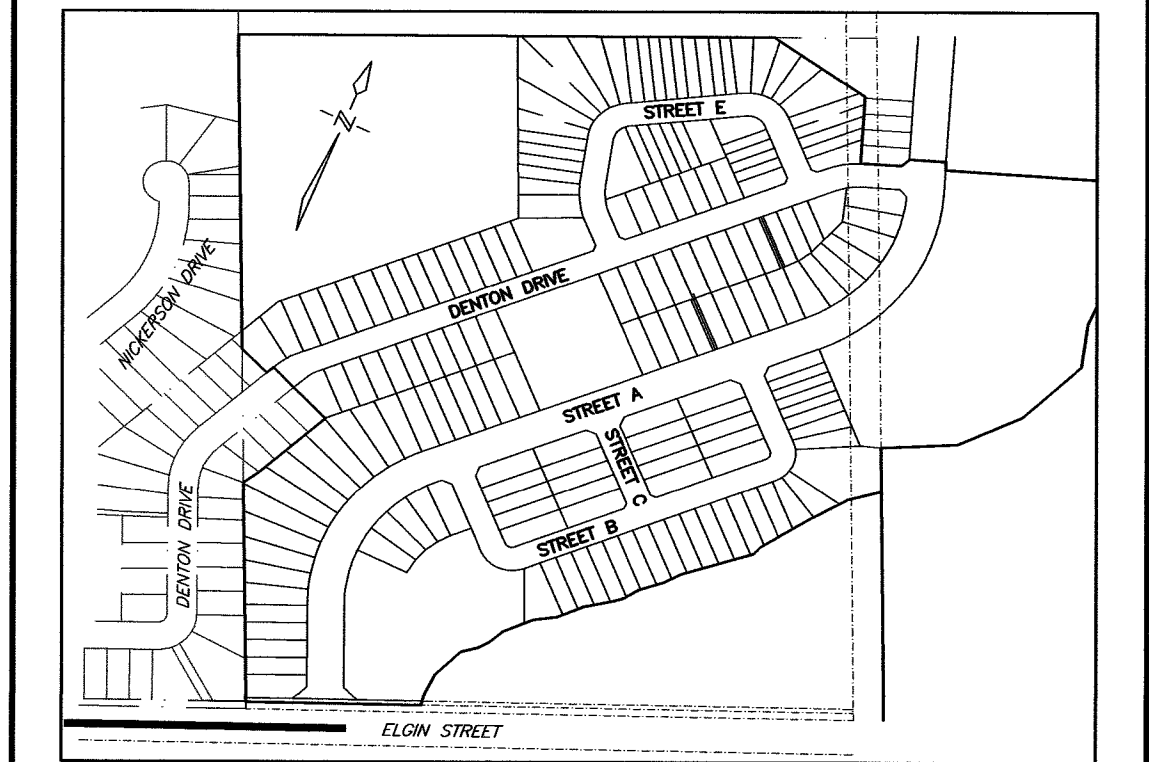 STREET E
N
NICKERSON DRIVE
DENTON DRIVE
STREET A
STREET C
STREET B
DENTON DRIVE
ELGIN STREET